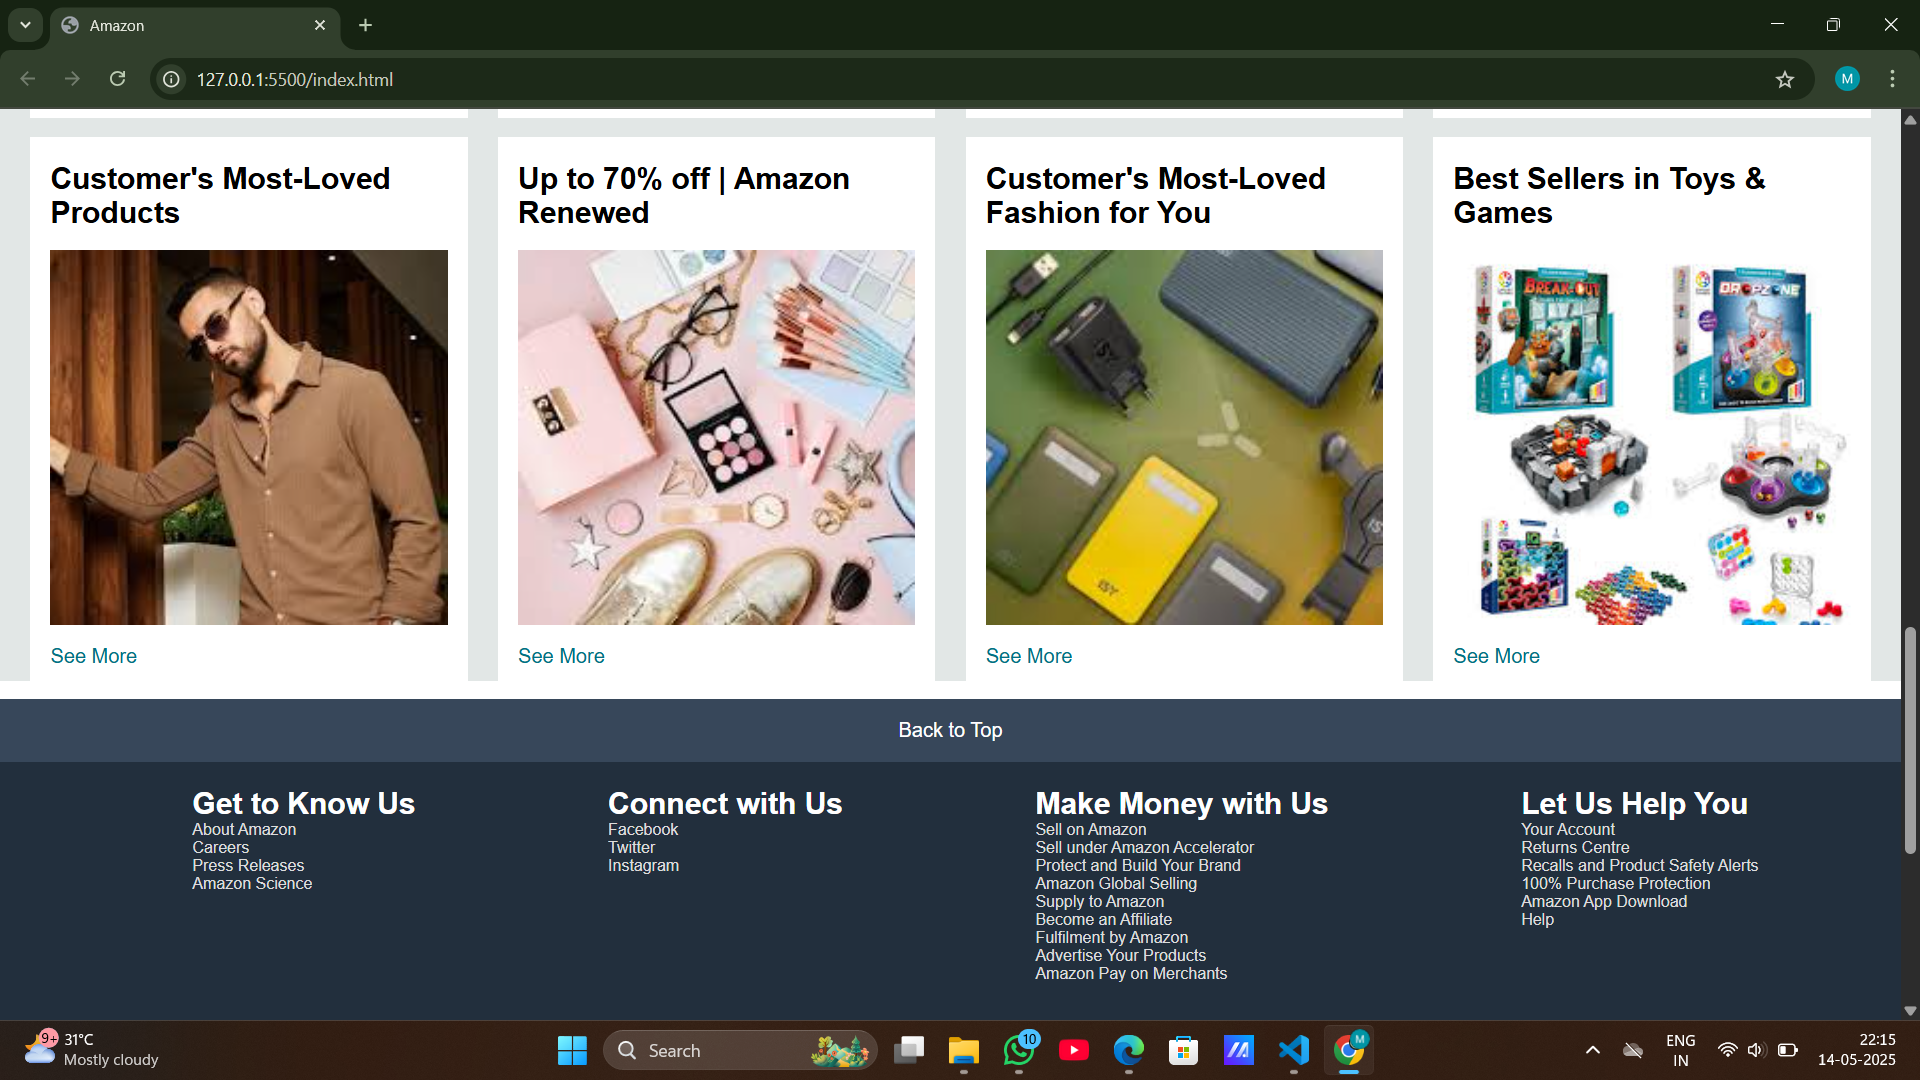 Amazon
127.0.0.1:5500/index.html
M
Customer's Most-Loved
Products
See More
Up to 70% off | Amazon
Renewed
See More
Customer's Most-Loved
Fashion for You
ISY
See More
Best Sellers in Toys &
Games
BREAK-OUT
DROPZONE
IQ
See More
Back to Top
Get to Know Us
About Amazon
Careers
Press Releases
Amazon Science
Connect with Us
Facebook
Twitter
Instagram
Make Money with Us
Sell on Amazon
Sell under Amazon Accelerator
Protect and Build Your Brand
Amazon Global Selling
Supply to Amazon
Become an Affiliate
Fulfilment by Amazon
Advertise Your Products
Amazon Pay on Merchants
Let Us Help You
Your Account
Returns Centre
Recalls and Product Safety Alerts
100% Purchase Protection
Amazon App Download
Help
9+
31°C
Mostly cloudy
Search
10
M
ENG
IN
22:15
14-05-2025